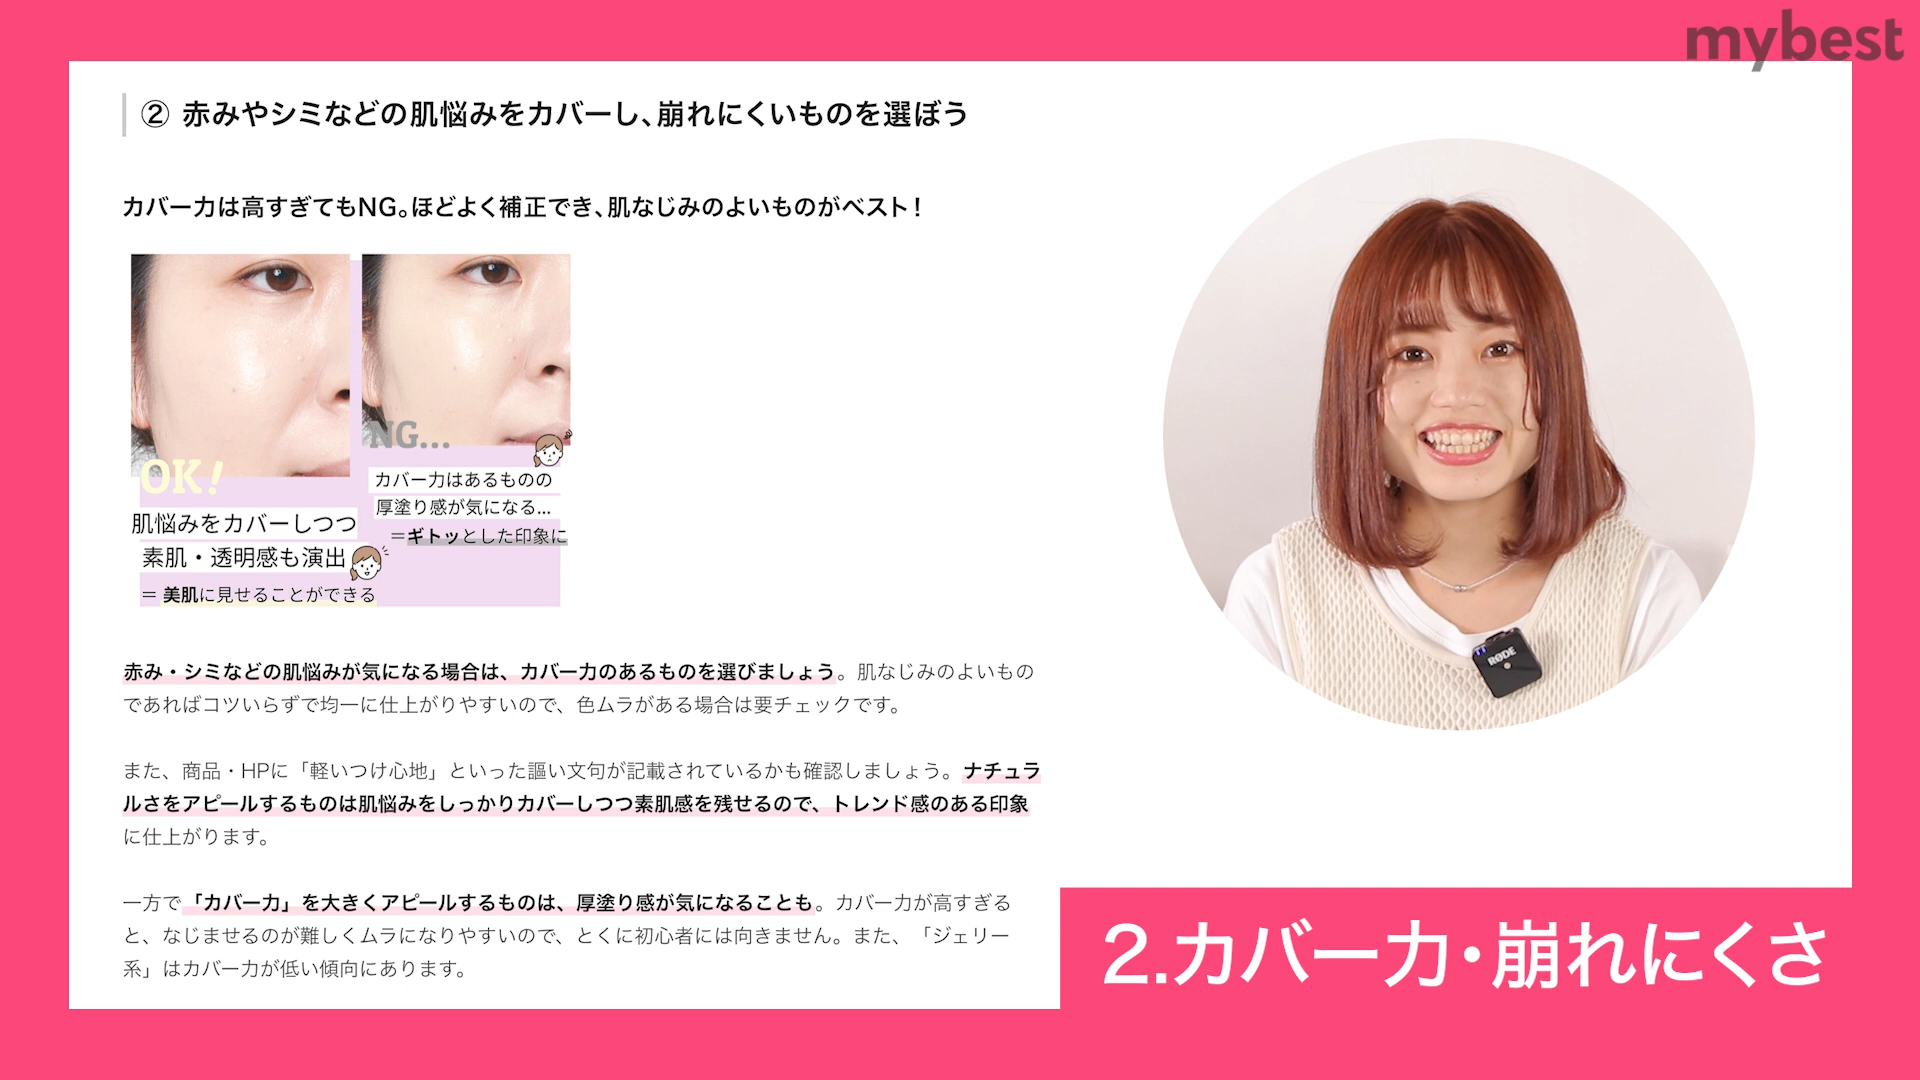 mybest
② 赤みやシミなどの肌悩みをカバーし、崩れにくいものを選ぼう
カバー力は高すぎてもNG。ほどよく補正でき、肌なじみのよいものがベスト！
OK!
肌悩みをカバーしつつ
素肌・透明感も演出
＝ 美肌に見せることができる
NG...
カバー力はあるものの
厚塗り感が気になる...
＝ギトッとした印象に
赤み・シミなどの肌悩みが気になる場合は、カバー力のあるものを選びましょう。肌なじみのよいもの
であればコツいらずで均一に仕上がりやすいので、色ムラがある場合は要チェックです。
また、商品・HPに「軽いつけ心地」といった謳い文句が記載されているかも確認しましょう。ナチュラ
ルさをアピールするものは肌悩みをしっかりカバーしつつ素肌感を残せるので、トレンド感のある印象
に仕上がります。
一方で「カバー力」を大きくアピールするものは、厚塗り感が気になることも。カバー力が高すぎる
と、なじませるのが難しくムラになりやすいので、とくに初心者には向きません。また、「ジェリー
系」はカバー力が低い傾向にあります。
RØDE
2.カバー力・崩れにくさ